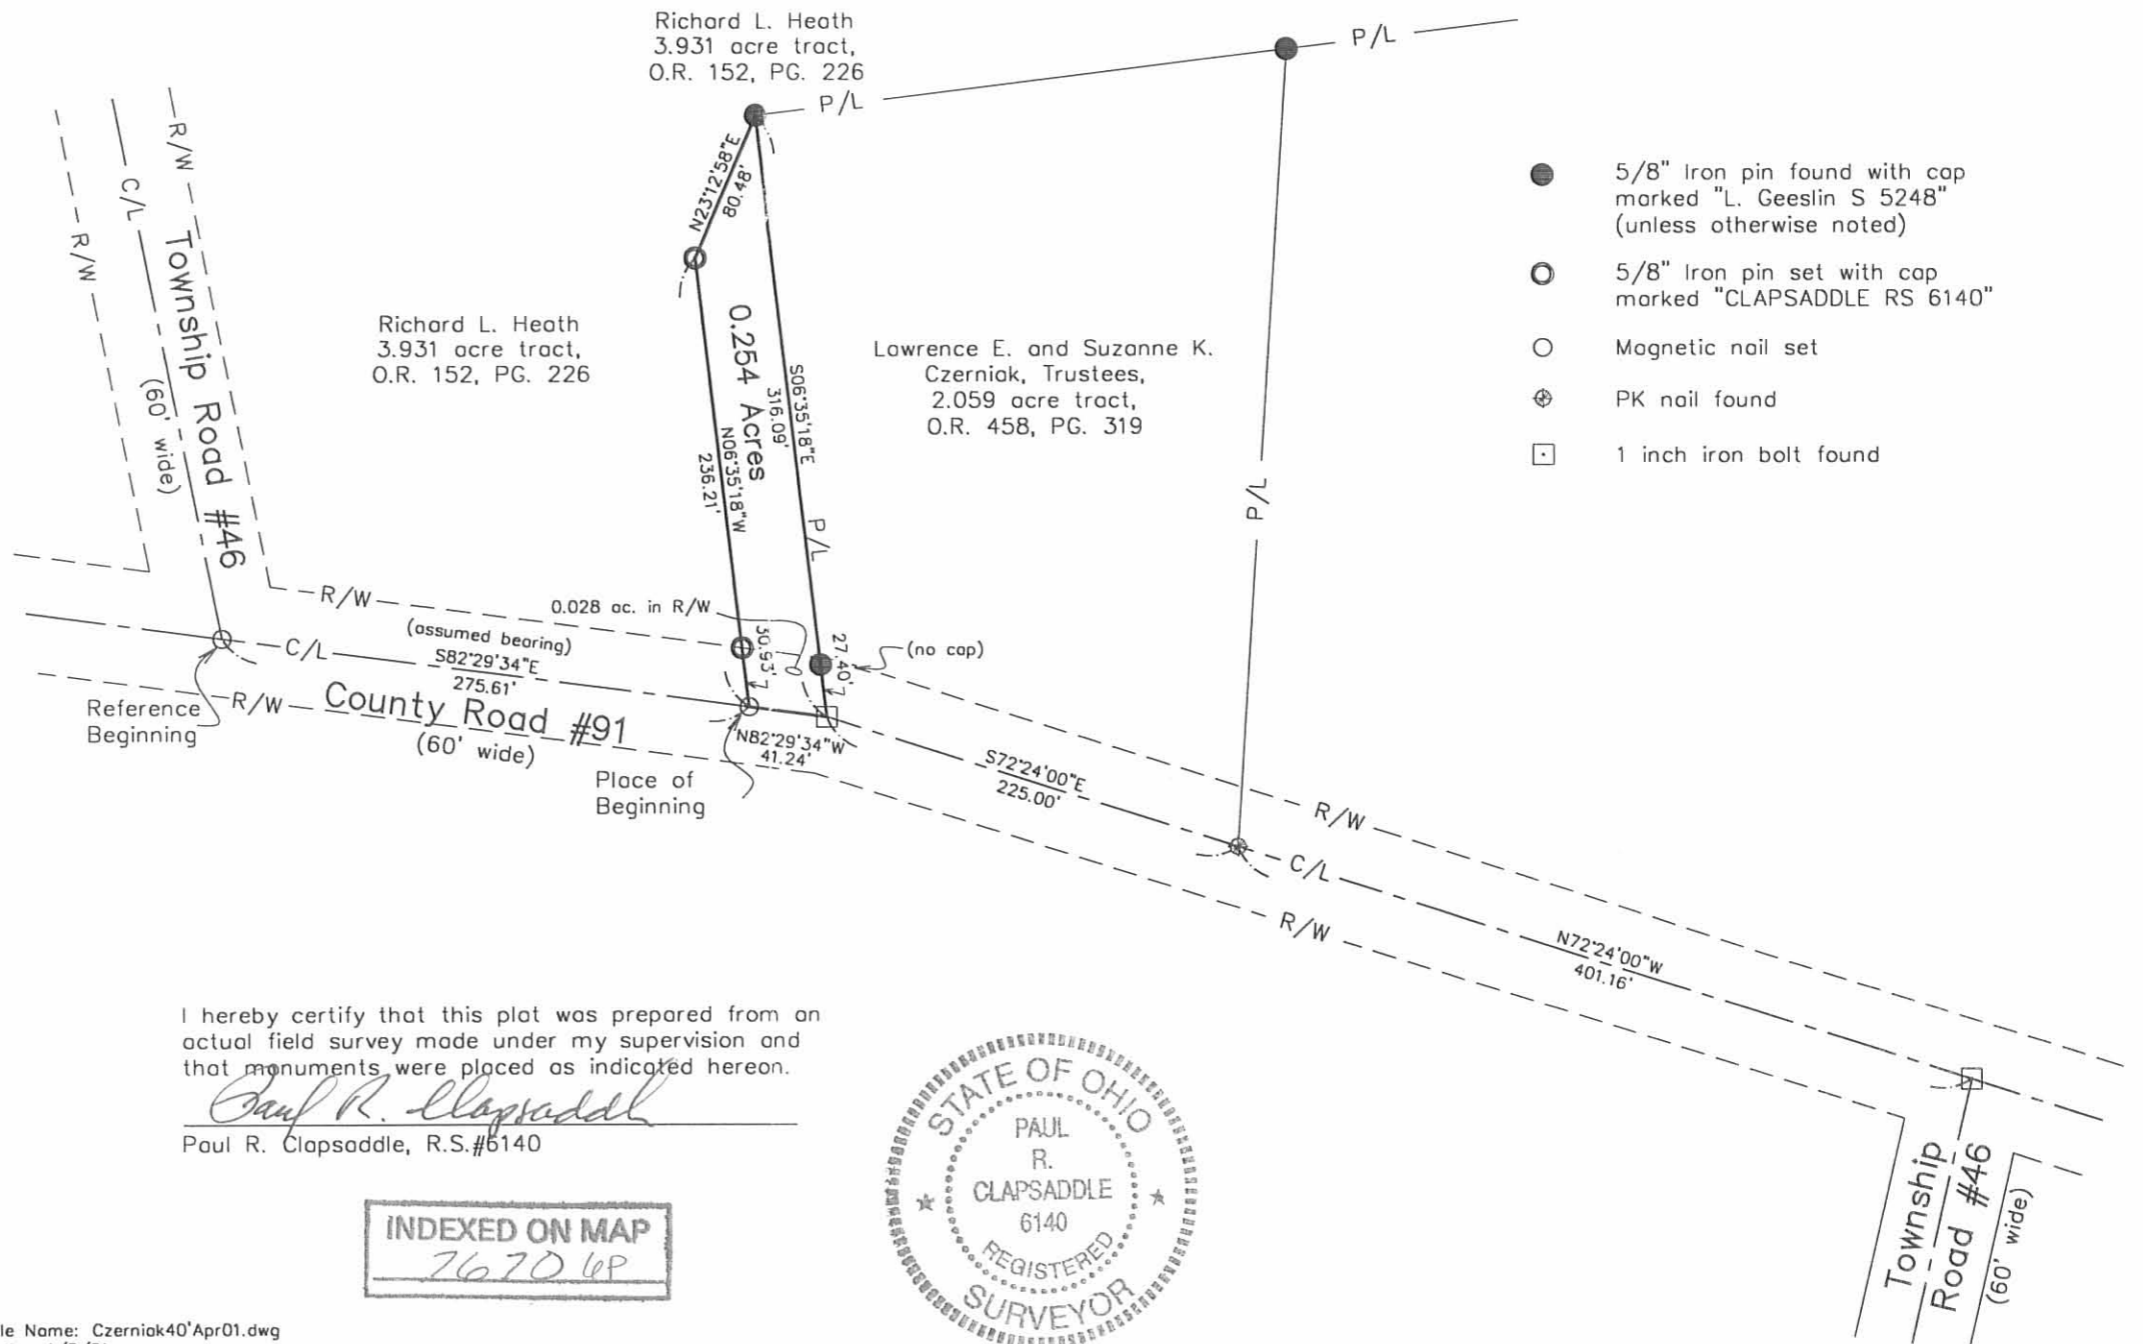 Richard L. Heath
3.931 acre tract,
O.R. 152, PG. 226
P/L
P/L
R/W
C/L
R/W
Township Road #46
(60' wide)
N23°12'58"E
80.48'
Richard L. Heath
3.931 acre tract,
O.R. 152, PG. 226
0.254 Acres
S06°35'18"E
316.09'
N06°35'18"W
236.21'
P/L
Lawrence E. and Suzanne K.
Czerniak, Trustees,
2.059 acre tract,
O.R. 458, PG. 319
P/L
5/8" Iron pin found with cap
marked "L. Geeslin S 5248"
(unless otherwise noted)
5/8" Iron pin set with cap
marked "CLAPSADDLE RS 6140"
Magnetic nail set
PK nail found
1 inch iron bolt found
R/W
0.028 ac. in R/W
(assumed bearing)
C/L
S82°29'34"E
275.61'
30.93'
27.40'
(no cap)
Reference
Beginning
R/W
County Road #91
(60' wide)
N82°29'34"W
41.24'
Place of
Beginning
S72°24'00"E
225.00'
R/W
C/L
R/W
N72°24'00"W
401.16'
Township
Road #46
(60' wide)
I hereby certify that this plat was prepared from an
actual field survey made under my supervision and
that monuments were placed as indicated hereon.
Paul R. Clapsaddle
Paul R. Clapsaddle, R.S.#6140
INDEXED ON MAP
STATE OF OHIO
PAUL
R.
CLAPSADDLE
6140
REGISTERED
SURVEYOR
le Name: Czerniak40'Apr01.dwg